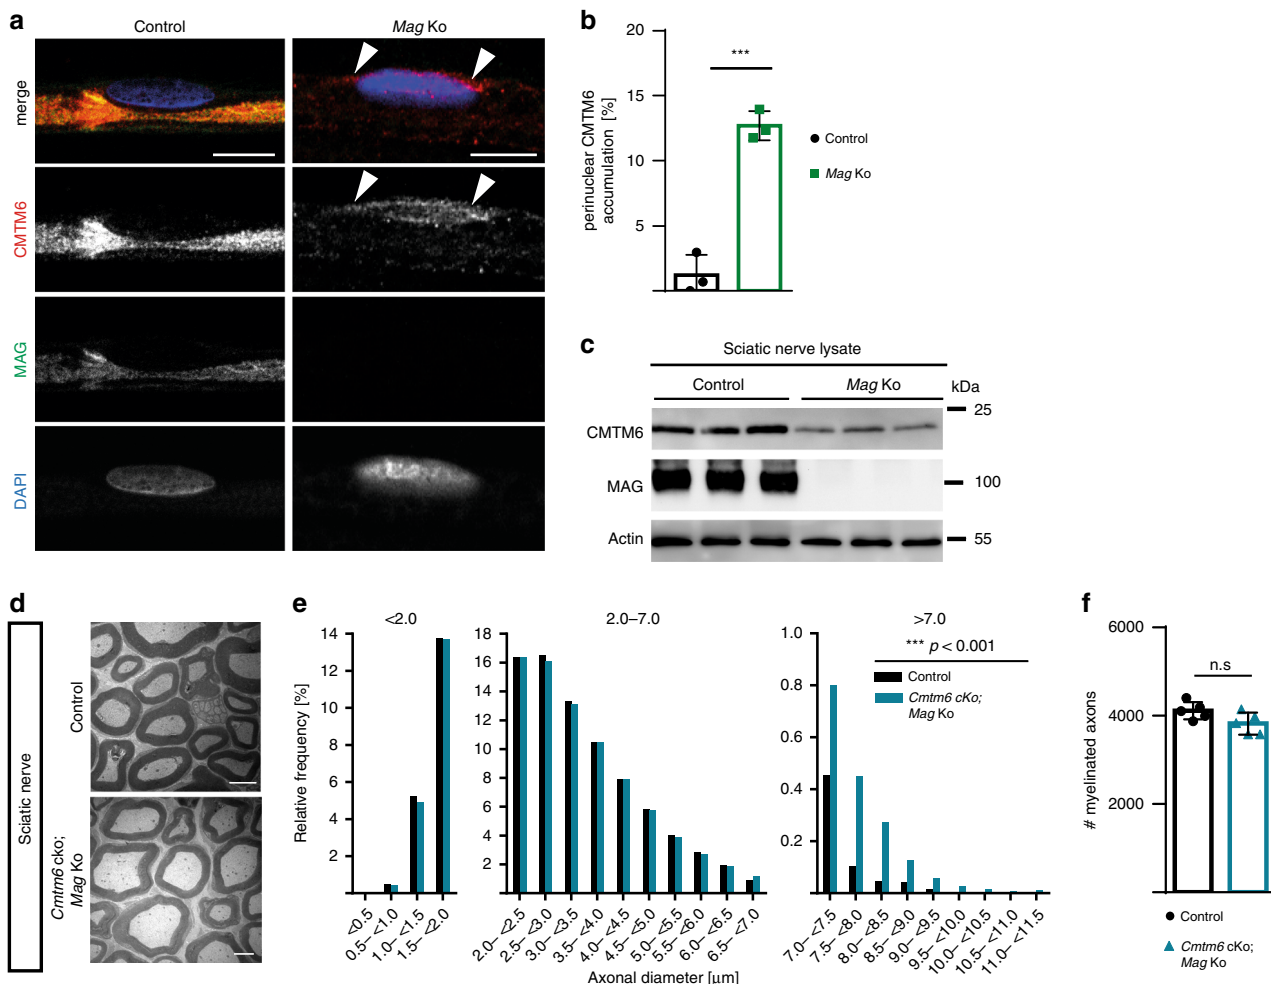 a
Control
Mag Ko
merge
CMTM6
MAG
DAPI
b
20
15
10
5
perinuclear CMTM6
accumulation [%]
***
Control
Mag Ko
c
Sciatic nerve lysate
Control
Mag Ko
kDa
CMTM6
25
MAG
100
Actin
55
d
Sciatic nerve
Control
Cmtm6 cko;
Mag Ko
e
<2.0
2.0–7.0
>7.0
Relative frequency [%]
14
12
10
8
6
4
2
<0.5
0.5– <1.0
1.0– <1.5
1.5– <2.0
18
16
14
12
10
8
6
4
2
2.0– <2.5
2.5– <3.0
3.0– <3.5
3.5– <4.0
4.0– <4.5
4.5– <5.0
5.0– <5.5
5.5– <6.0
6.0– <6.5
6.5– <7.0
1.0
0.8
0.6
0.4
0.2
*** p < 0.001
Control
Cmtm6 cKo;
Mag Ko
7.0– <7.5
7.5– <8.0
8.0– <8.5
8.5– <9.0
9.0– <9.5
9.5– <10.0
10.0– <10.5
10.5– <11.0
11.0– <11.5
Axonal diameter [μm]
f
6000
4000
2000
# myelinated axons
n.s
Control
Cmtm6 cKo;
Mag Ko